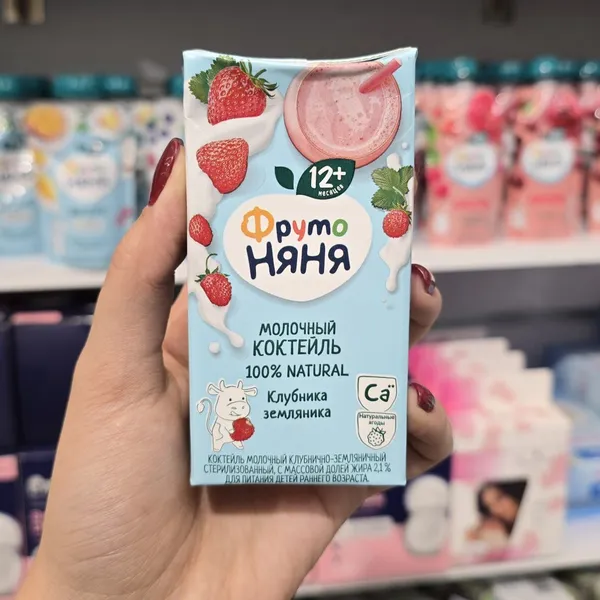 12+
месяцев
Фруто
НЯНЯ
МОЛОЧНЫЙ
КОКТЕЙЛЬ
100% NATURAL
Клубника
земляника
Ca++
Натуральные
ягоды
КОКТЕЙЛЬ МОЛОЧНЫЙ КЛУБНИЧНО-ЗЕМЛЯНИЧНЫЙ
СТЕРИЛИЗОВАННЫЙ, С МАССОВОЙ ДОЛЕЙ ЖИРА 2,1 %
ДЛЯ ПИТАНИЯ ДЕТЕЙ РАННЕГО ВОЗРАСТА.